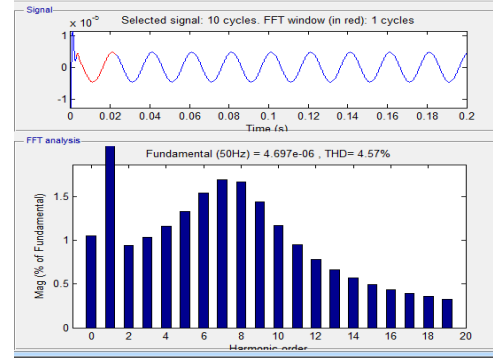 Signal
x 10⁻⁵
Selected signal: 10 cycles. FFT window (in red): 1 cycles
1
0
-1
0 0.02 0.04 0.06 0.08 0.1 0.12 0.14 0.16 0.18 0.2
Time (s)
FFT analysis
Fundamental (50Hz) = 4.697e-06 , THD= 4.57%
1.5
1
0.5
0
Mag (% of Fundamental)
0 2 4 6 8 10 12 14 16 18 20
Harmonic order